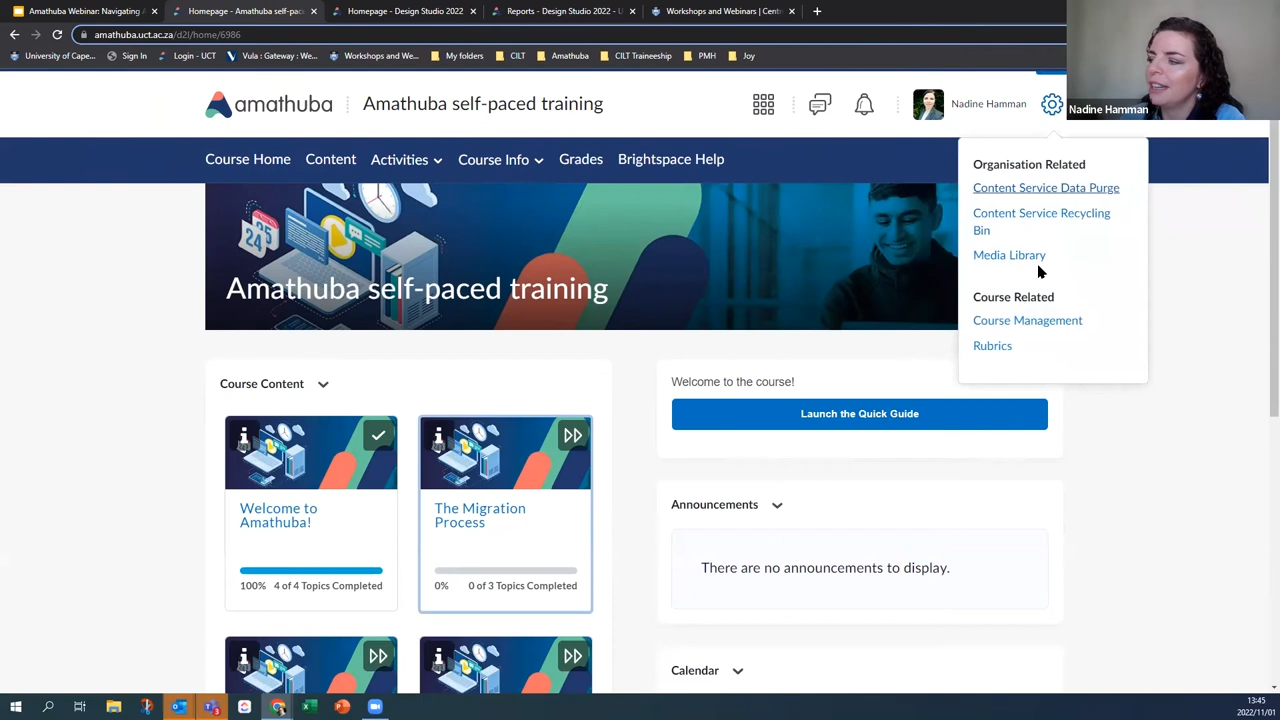 Amathuba Webinar: Navigating
Homepage - Amathuba self-pac
Homepage - Design Studio 2022
Reports - Design Studio 2022 - U
Workshops and Webinars | Cent
amathuba.uct.ac.za/d2l/home/6986
University of Cape...
Sign In
Login - UCT
Vula : Gateway : We...
Workshops and We...
My folders
CILT
Amathuba
CILT Traineeship
PMH
Joy
amathuba
Amathuba self-paced training
Nadine Hamman
Nadine Hamman
Course Home
Content
Activities
Course Info
Grades
Brightspace Help
Organisation Related
Content Service Data Purge
Content Service Recycling
Bin
Media Library
Course Related
Course Management
Rubrics
24
Amathuba self-paced training
Course Content
Welcome to
Amathuba!
100% 4 of 4 Topics Completed
The Migration
Process
0% 0 of 3 Topics Completed
Welcome to the course!
Launch the Quick Guide
Announcements
There are no announcements to display.
Calendar
13:45
2022/11/01